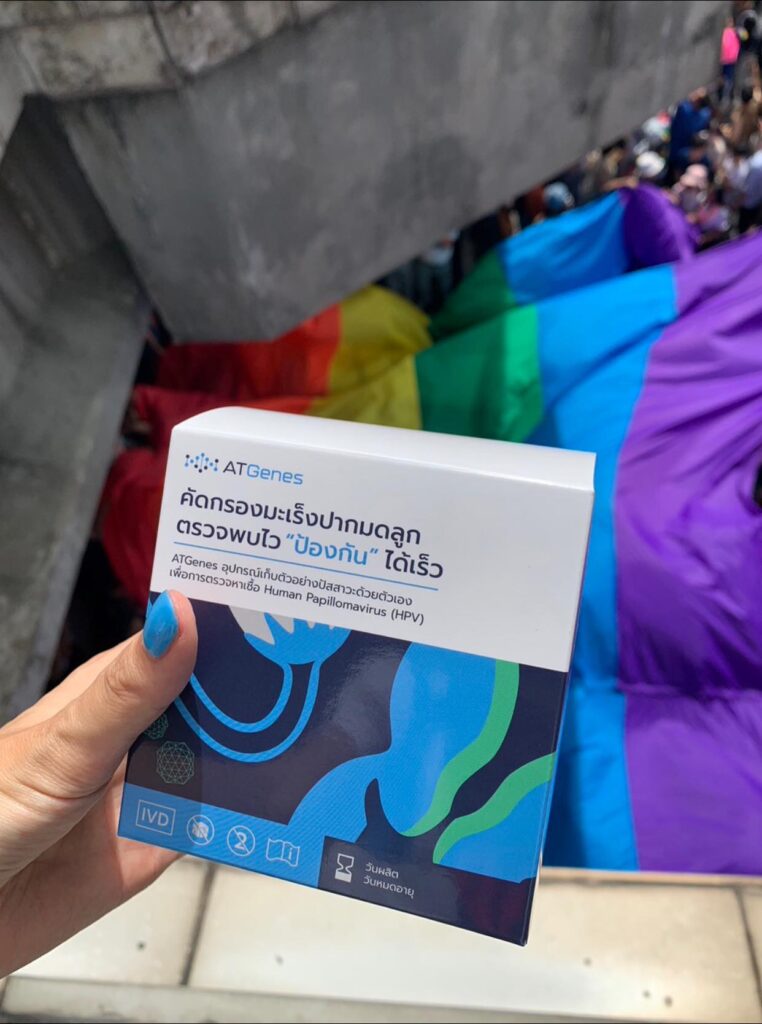 ATGenes
คัดกรองมะเร็งปากมดลูก
ตรวจพบไว “ป้องกัน” ได้เร็ว
ATGenes อุปกรณ์เก็บตัวอย่างปัสสาวะด้วยตัวเอง
เพื่อการตรวจหาเชื้อ Human Papillomavirus (HPV)
IVD
2
วันผลิต
วันหมดอายุ